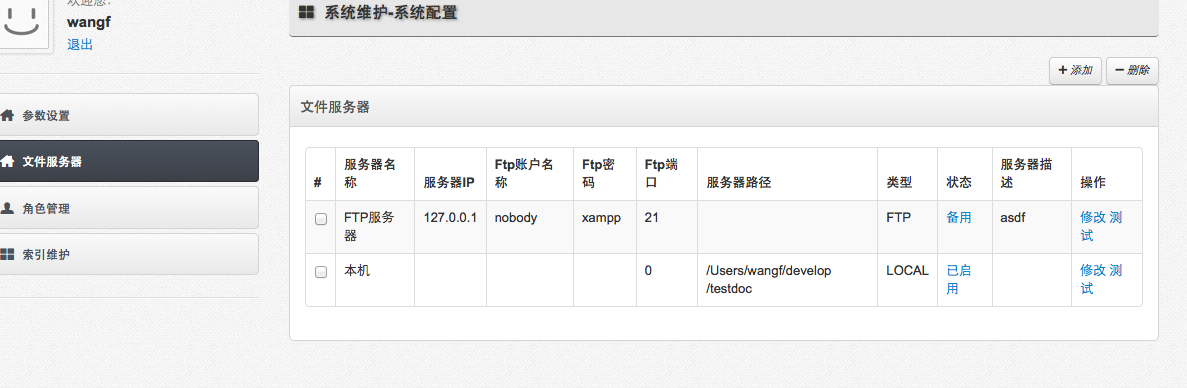 欢迎您!
wangf
退出
参数设置
文件服务器
角色管理
索引维护
系统维护-系统配置
添加 删除
文件服务器
# 服务器名称 服务器IP Ftp账户名称 Ftp密码 Ftp端口 服务器路径 类型 状态 服务器描述 操作
FTP服务器 127.0.0.1 nobody xampp 21 FTP 备用 asdf 修改 测试
本机 0 /Users/wangf/develop/testdoc LOCAL 已启用 修改 测试